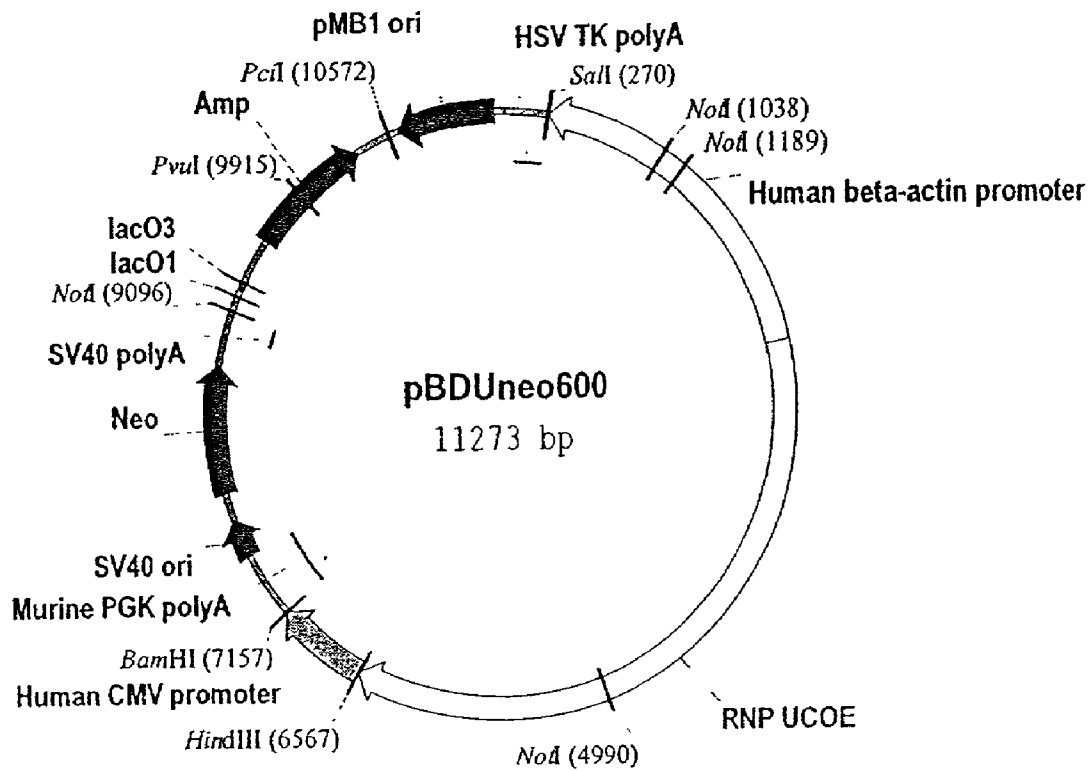 pMB1 ori
HSV TK polyA
PciI (10572)
SalI (270)
Amp
NotI (1038)
NotI (1189)
PvuI (9915)
Human beta-actin promoter
lacO3
lacO1
NotI (9096)
SV40 polyA
pBDUneo600
11273 bp
Neo
SV40 ori
Murine PGK polyA
BamHI (7157)
Human CMV promoter
HindIII (6567)
NotI (4990)
RNP UCOE